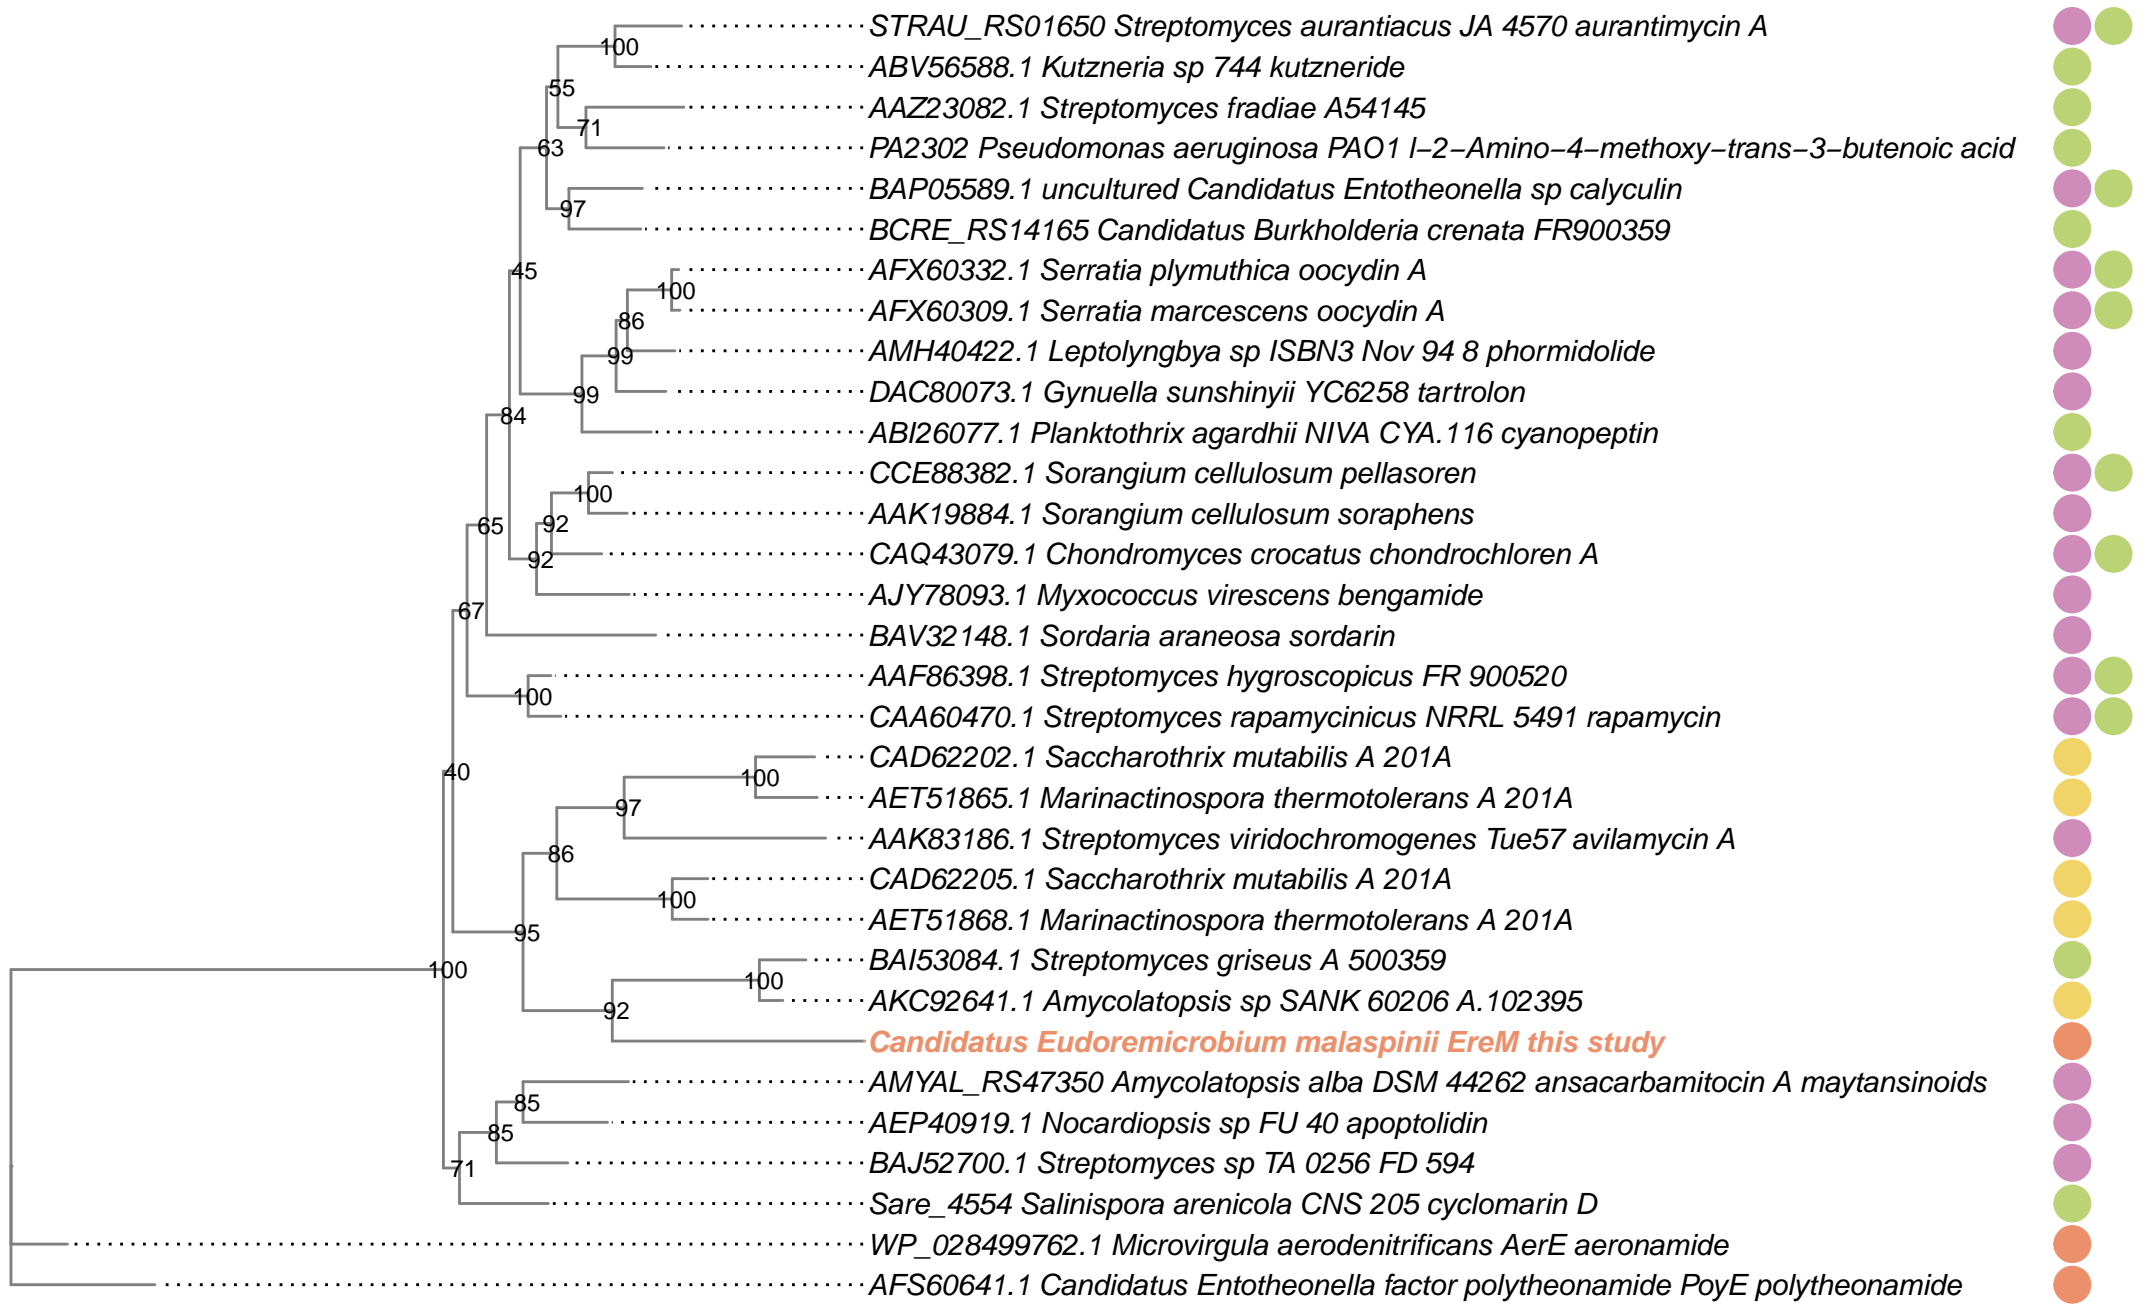 STRAU_RS01650 Streptomyces aurantiacus JA 4570 aurantimycin A
100
ABV56588.1 Kutzneria sp 744 kutzneride
55
AAZ23082.1 Streptomyces fradiae A54145
71
PA2302 Pseudomonas aeruginosa PAO1 l−2−Amino−4−methoxy−trans−3−butenoic acid
63
BAP05589.1 uncultured Candidatus Entotheonella sp calyculin
97
BCRE_RS14165 Candidatus Burkholderia crenata FR900359
45
AFX60332.1 Serratia plymuthica oocydin A
100
AFX60309.1 Serratia marcescens oocydin A
86
AMH40422.1 Leptolyngbya sp ISBN3 Nov 94 8 phormidolide
99
DAC80073.1 Gynuella sunshinyii YC6258 tartrolon
99
84
ABI26077.1 Planktothrix agardhii NIVA CYA.116 cyanopeptin
CCE88382.1 Sorangium cellulosum pellasoren
100
AAK19884.1 Sorangium cellulosum soraphens
65
92
CAQ43079.1 Chondromyces crocatus chondrochloren A
92
AJY78093.1 Myxococcus virescens bengamide
67
BAV32148.1 Sordaria araneosa sordarin
AAF86398.1 Streptomyces hygroscopicus FR 900520
100
CAA60470.1 Streptomyces rapamycinicus NRRL 5491 rapamycin
CAD62202.1 Saccharothrix mutabilis A 201A
40
100
AET51865.1 Marinactinospora thermotolerans A 201A
97
AAK83186.1 Streptomyces viridochromogenes Tue57 avilamycin A
86
CAD62205.1 Saccharothrix mutabilis A 201A
100
AET51868.1 Marinactinospora thermotolerans A 201A
95
BAI53084.1 Streptomyces griseus A 500359
100
100
AKC92641.1 Amycolatopsis sp SANK 60206 A.102395
92
Candidatus Eudoremicrobium malaspinii EreM this study
AMYAL_RS47350 Amycolatopsis alba DSM 44262 ansacarbamitocin A maytansinoids
85
AEP40919.1 Nocardiopsis sp FU 40 apoptolidin
85
BAJ52700.1 Streptomyces sp TA 0256 FD 594
71
Sare_4554 Salinispora arenicola CNS 205 cyclomarin D
WP_028499762.1 Microvirgula aerodenitrificans AerE aeronamide
AFS60641.1 Candidatus Entotheonella factor polytheonamide PoyE polytheonamide